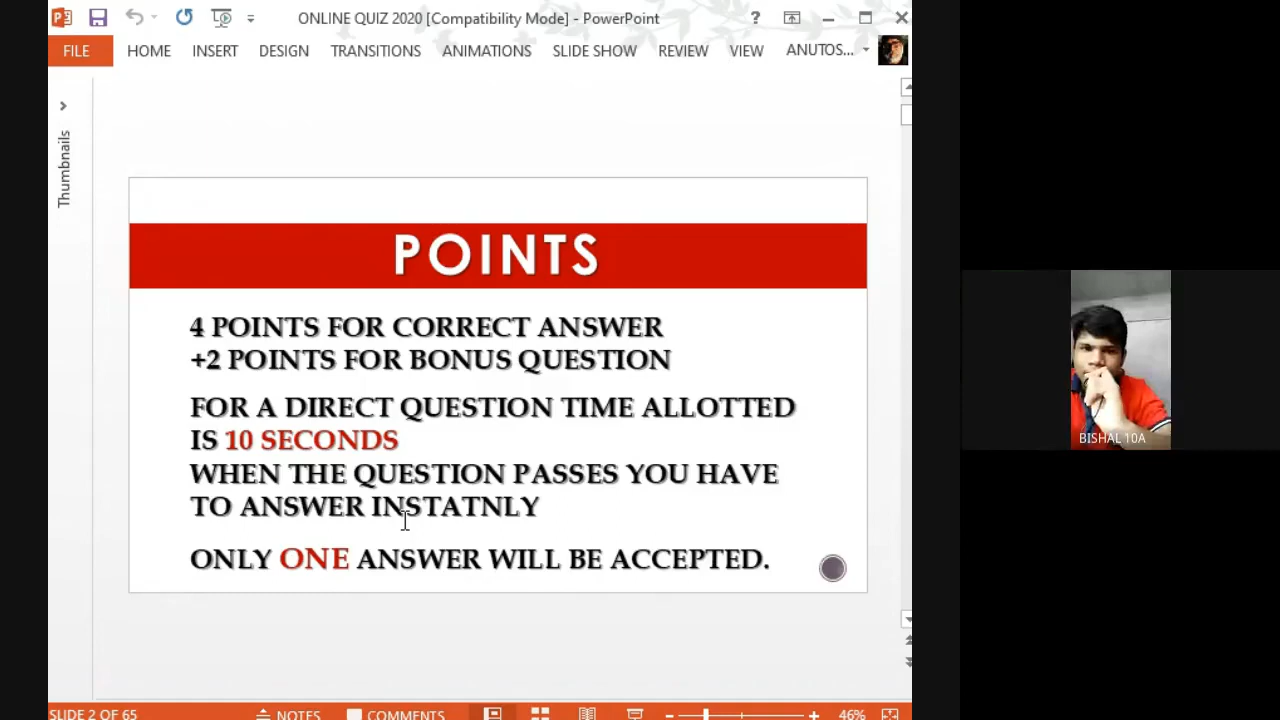 ONLINE QUIZ 2020 [Compatibility Mode] - PowerPoint
?
FILE HOME INSERT DESIGN TRANSITIONS ANIMATIONS SLIDE SHOW REVIEW VIEW ANUTOS...
Thumbnails
POINTS
4 POINTS FOR CORRECT ANSWER
+2 POINTS FOR BONUS QUESTION
FOR A DIRECT QUESTION TIME ALLOTTED
IS 10 SECONDS
WHEN THE QUESTION PASSES YOU HAVE
TO ANSWER INSTATNLY
ONLY ONE ANSWER WILL BE ACCEPTED.
BISHAL 10A
SLIDE 2 OF 65 NOTES COMMENTS 46%